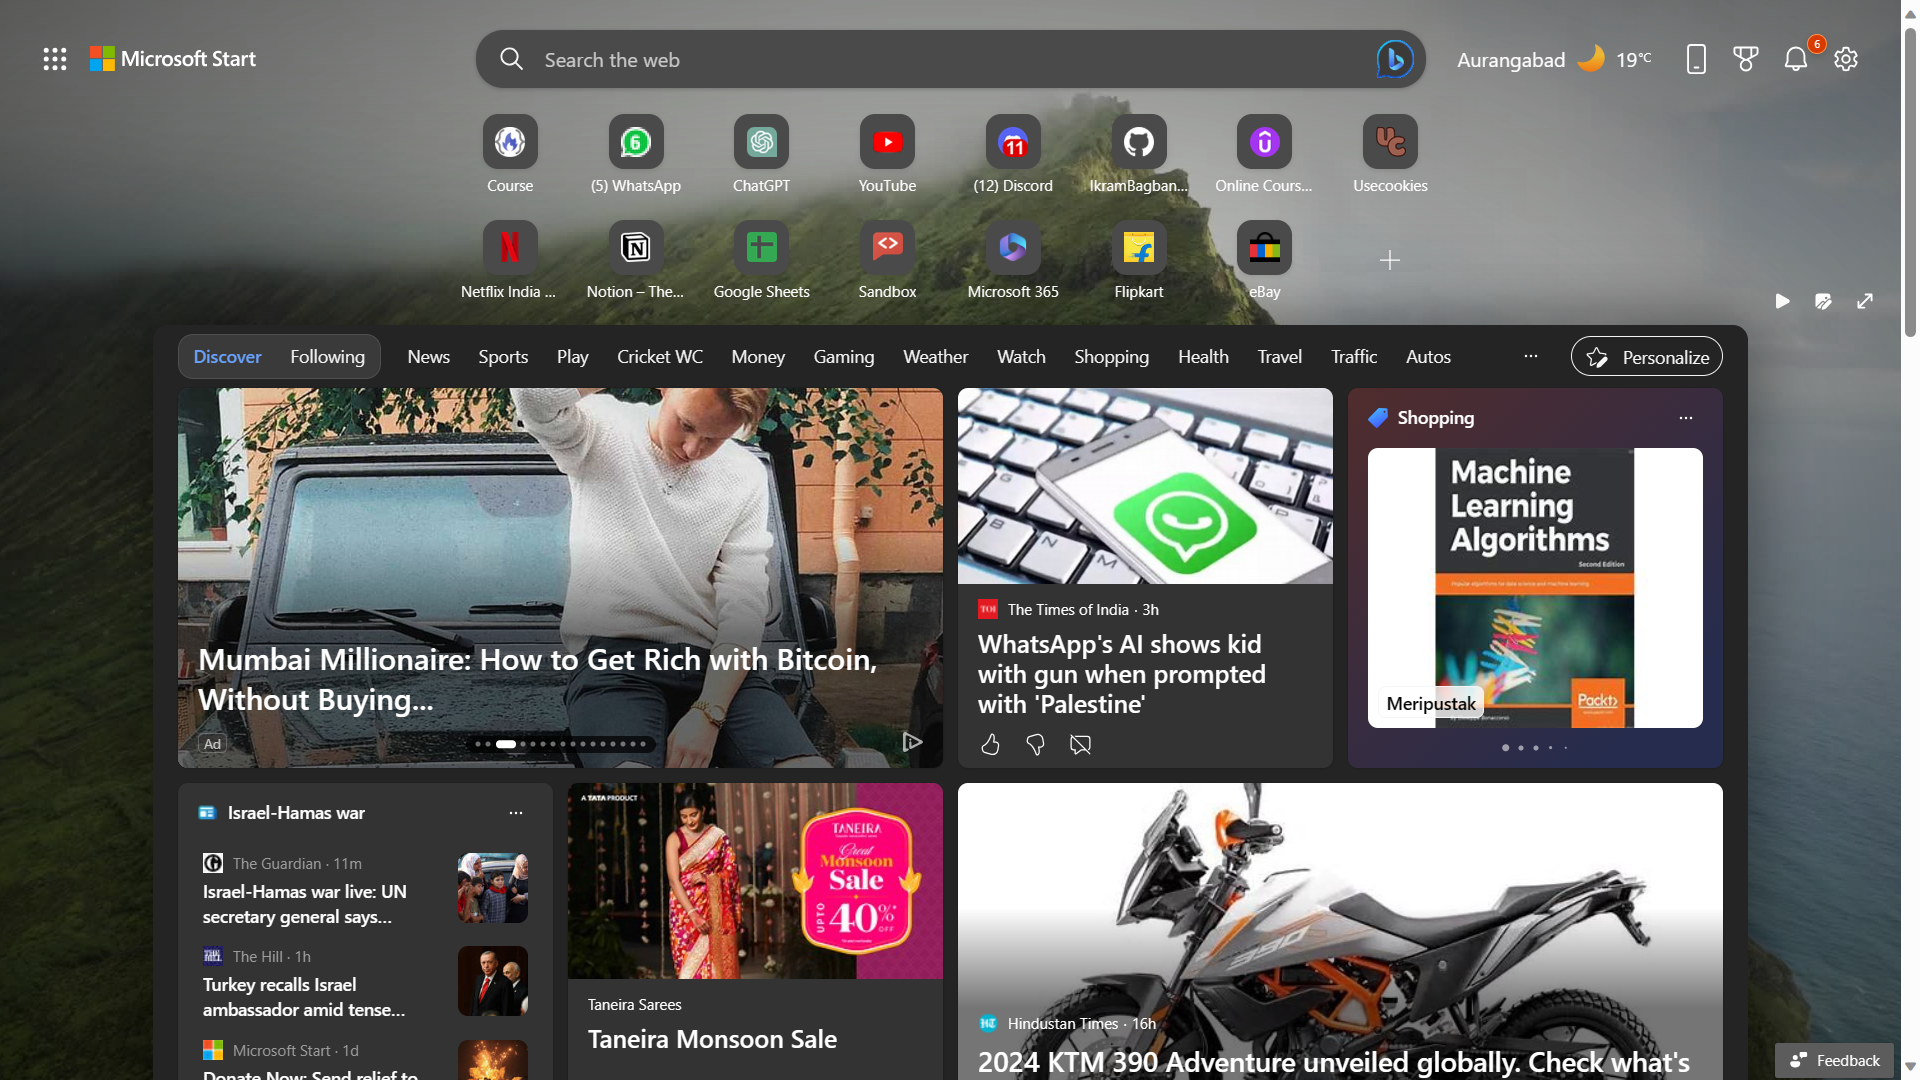 Microsoft Start
Search the web
Aurangabad
19°C
6
Course
6
(5) WhatsApp
ChatGPT
YouTube
11
(12) Discord
IkramBagban...
Online Cours...
UC
Usecookies
N
Netflix India ...
N
Notion – The...
Google Sheets
Sandbox
Microsoft 365
Flipkart
eBay
Discover
Following
News
Sports
Play
Cricket WC
Money
Gaming
Weather
Watch
Shopping
Health
Travel
Traffic
Autos
...
Personalize
Mumbai Millionaire: How to Get Rich with Bitcoin,
Without Buying...
Ad
TOI
The Times of India · 3h
WhatsApp's AI shows kid
with gun when prompted
with 'Palestine'
Shopping
...
Machine
Learning
Algorithms
Second Edition
Packt>
Meripustak
Israel-Hamas war
...
The Guardian · 11m
Israel-Hamas war live: UN
secretary general says...
The Hill · 1h
Turkey recalls Israel
ambassador amid tense...
Microsoft Start · 1d
Donate Now: Send relief to
A TATA PRODUCT
TANEIRA
Great
Monsoon
Sale
UPTO
40%*
OFF
Taneira Sarees
Taneira Monsoon Sale
390
HT
Hindustan Times · 16h
2024 KTM 390 Adventure unveiled globally. Check what's
Feedback